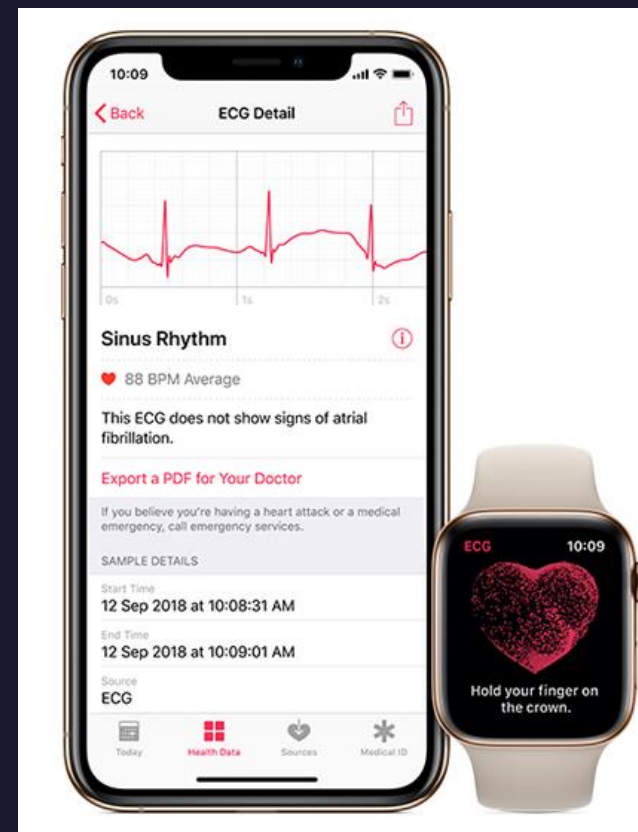 10:09
Back
ECG Detail
0s
1s
2s
Sinus Rhythm
88 BPM Average
This ECG does not show signs of atrial
fibrillation.
Export a PDF for Your Doctor
If you believe you're having a heart attack or a medical
emergency, call emergency services.
SAMPLE DETAILS
Start Time
12 Sep 2018 at 10:08:31 AM
End Time
12 Sep 2018 at 10:09:01 AM
Source
ECG
Today
Health Data
Sources
Medical ID
ECG
10:09
Hold your finger on
the crown.